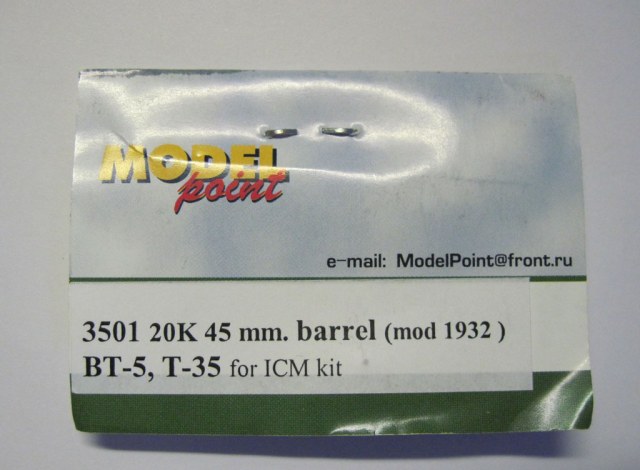 MODEL
point
e-mail: ModelPoint@front.ru
3501 20K 45 mm. barrel (mod 1932 )
BT-5, T-35 for ICM kit